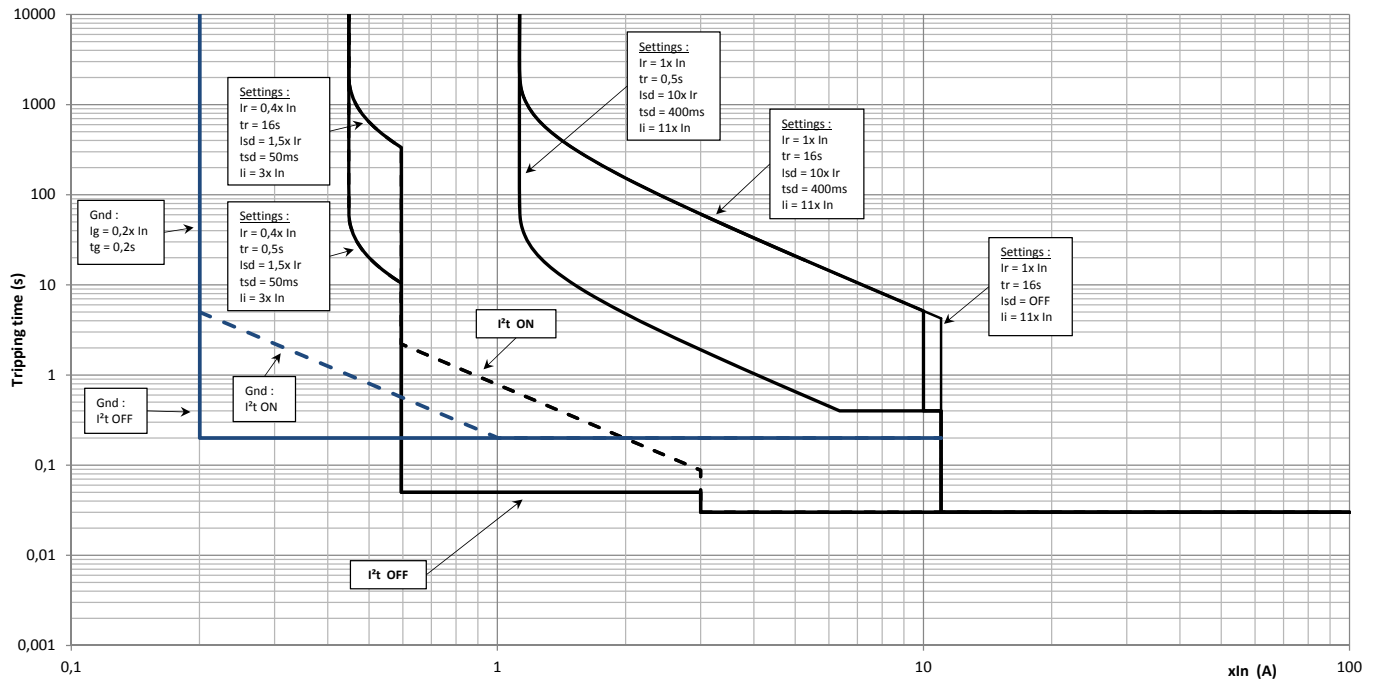 10000
1000
100
10
1
0,1
0,01
0,001
Tripping time (s)
0,1
1
10
100
xIn (A)
Settings :
Ir = 0,4x In
tr = 16s
Isd = 1,5x Ir
tsd = 50ms
Ii = 3x In
Settings :
Ir = 1x In
tr = 0,5s
Isd = 10x Ir
tsd = 400ms
Ii = 11x In
Settings :
Ir = 1x In
tr = 16s
Isd = 10x Ir
tsd = 400ms
Ii = 11x In
Gnd :
Ig = 0,2x In
tg = 0,2s
Settings :
Ir = 0,4x In
tr = 0,5s
Isd = 1,5x Ir
tsd = 50ms
Ii = 3x In
Settings :
Ir = 1x In
tr = 16s
Isd = OFF
Ii = 11x In
I²t ON
Gnd :
I²t OFF
Gnd :
I²t ON
I²t OFF